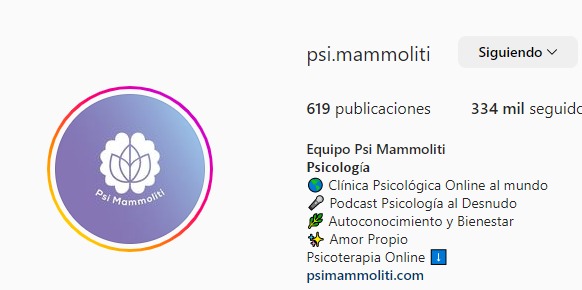 psi.mammoliti Siguiendo
619 publicaciones 334 mil seguido
Equipo Psi Mammoliti
Psicología
Clínica Psicológica Online al mundo
Podcast Psicología al Desnudo
Autoconocimiento y Bienestar
Amor Propio
Psicoterapia Online
psimammoliti.com
Psi Mammoliti